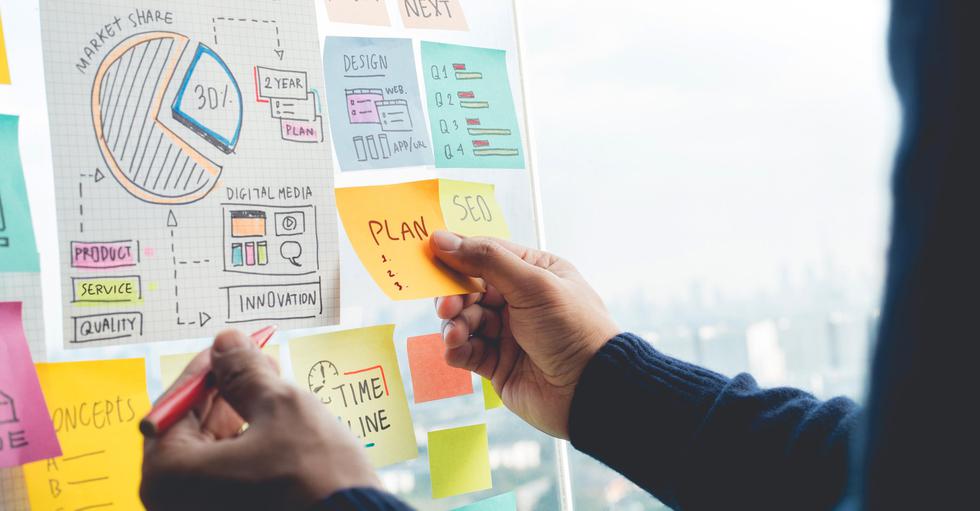 MARKET SHARE
30%
2 YEAR
PLAN
DIGITAL MEDIA
PRODUCT
SERVICE
QUALITY
INNOVATION
NEXT
DESIGN
WEB.
APP/URL
Q1
Q2
Q3
Q4
PLAN
1.
2.
3.
SEO
TIME
LINE
ONCEPTS
A
B